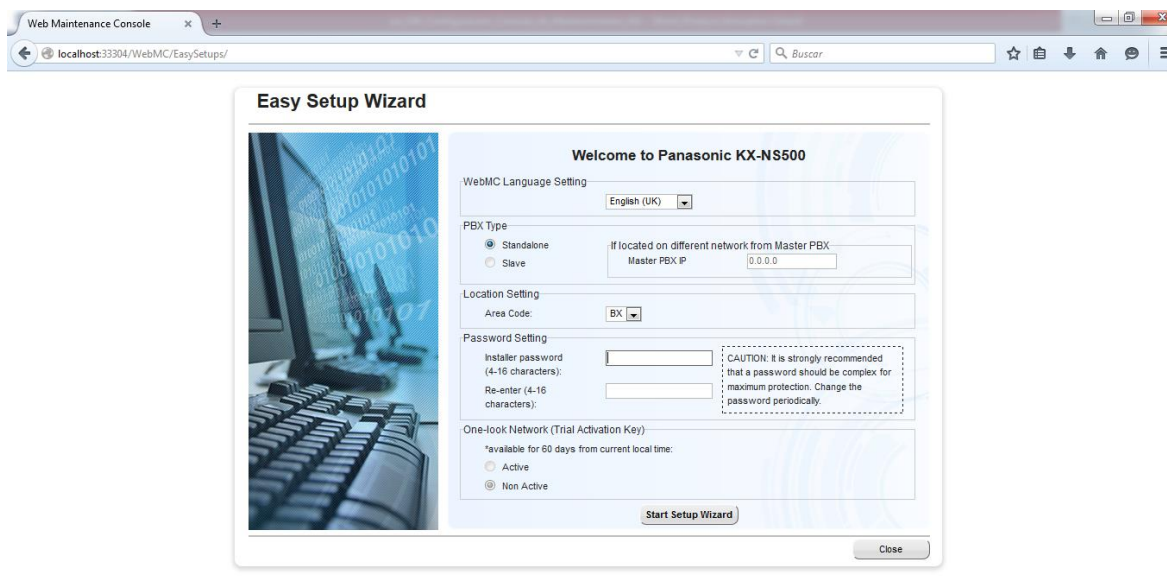 Web Maintenance Console
localhost:33304/WebMC/EasySetups/
Buscar
Easy Setup Wizard
Welcome to Panasonic KX-NS500
WebMC Language Setting
English (UK)
PBX Type
Standalone
Slave
If located on different network from Master PBX
Master PBX IP
0.0.0.0
Location Setting
Area Code:
BX
Password Setting
Installer password
(4-16 characters):
Re-enter (4-16
characters):
CAUTION: It is strongly recommended
that a password should be complex for
maximum protection. Change the
password periodically.
One-look Network (Trial Activation Key)
*available for 60 days from current local time:
Active
Non Active
Start Setup Wizard
Close